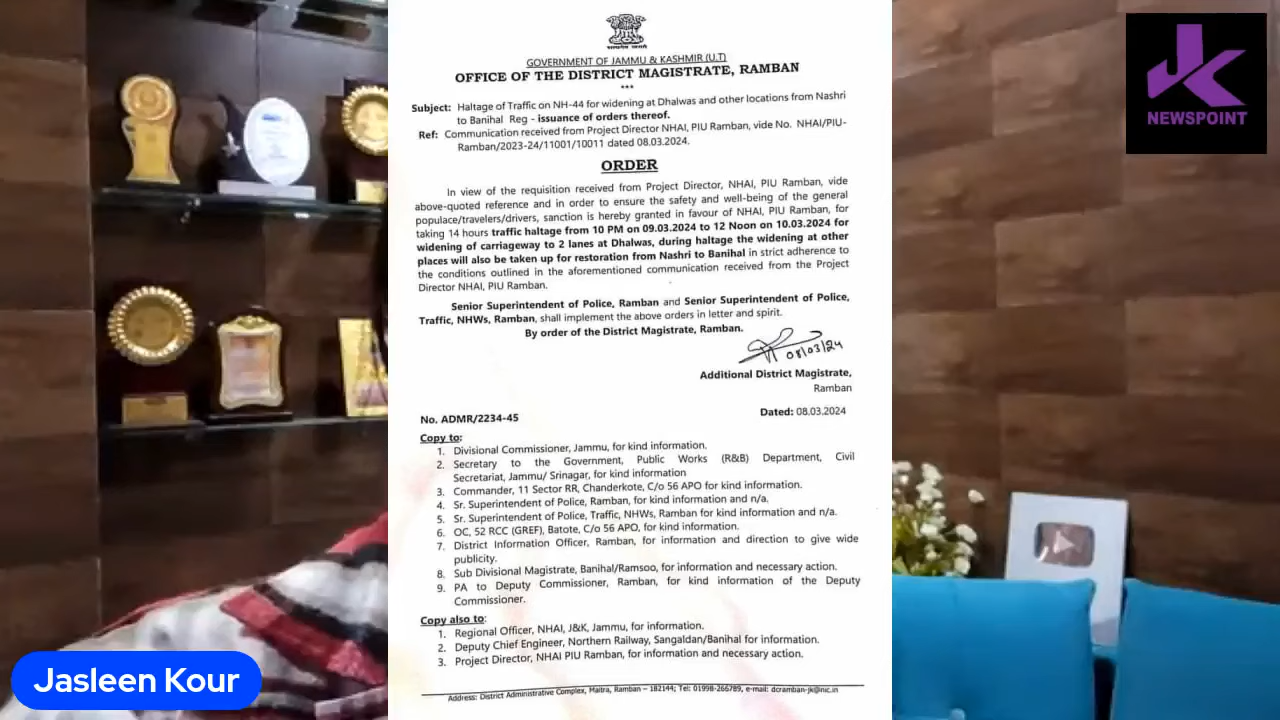 सत्यमेव जयते
GOVERNMENT OF JAMMU & KASHMIR (U.T)
OFFICE OF THE DISTRICT MAGISTRATE, RAMBAN
***
Subject: Haltage of Traffic on NH-44 for widening at Dhalwas and other locations from Nashri
to Banihal Reg - issuance of orders thereof.
Ref: Communication received from Project Director NHAI, PIU Ramban, vide No. NHAI/PIU-
Ramban/2023-24/11001/10011 dated 08.03.2024.
ORDER
In view of the requisition received from Project Director, NHAI, PIU Ramban, vide
above-quoted reference and in order to ensure the safety and well-being of the general
populace/travelers/drivers, sanction is hereby granted in favour of NHAI, PIU Ramban, for
taking 14 hours traffic haltage from 10 PM on 09.03.2024 to 12 Noon on 10.03.2024 for
widening of carriageway to 2 lanes at Dhalwas, during haltage the widening at other
places will also be taken up for restoration from Nashri to Banihal in strict adherence to
the conditions outlined in the aforementioned communication received from the Project
Director NHAI, PIU Ramban.
Senior Superintendent of Police, Ramban and Senior Superintendent of Police,
Traffic, NHWs, Ramban, shall implement the above orders in letter and spirit.
By order of the District Magistrate, Ramban.
08/03/24
Additional District Magistrate,
Ramban
No. ADMR/2234-45
Dated: 08.03.2024
Copy to:
1. Divisional Commissioner, Jammu, for kind information.
2. Secretary to the Government, Public Works (R&B) Department, Civil
Secretariat, Jammu/ Srinagar, for kind information
3. Commander, 11 Sector RR, Chanderkote, C/o 56 APO for kind information.
4. Sr. Superintendent of Police, Ramban, for kind information and n/a.
5. Sr. Superintendent of Police, Traffic, NHWs, Ramban for kind information and n/a.
6. OC, 52 RCC (GREF), Batote, C/o 56 APO, for kind information.
7. District Information Officer, Ramban, for information and direction to give wide
publicity.
8. Sub Divisional Magistrate, Banihal/Ramsoo, for information and necessary action.
9. PA to Deputy Commissioner, Ramban, for kind information of the Deputy
Commissioner.
Copy also to:
1. Regional Officer, NHAI, J&K, Jammu, for information.
2. Deputy Chief Engineer, Northern Railway, Sangaldan/Banihal for information.
3. Project Director, NHAI PIU Ramban, for information and necessary action.
Address: District Administrative Complex, Maitra, Ramban – 182144; Tel: 01998-266789, e-mail: dcramban-jk@nic.in
JK
NEWSPOINT
Jasleen Kour